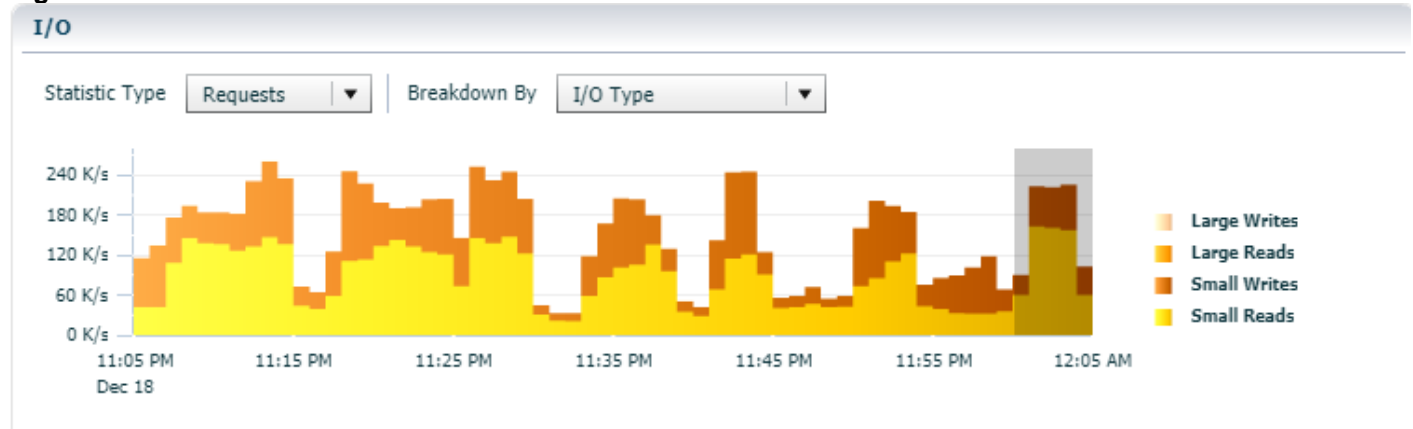 I/O
Statistic Type Requests Breakdown By I/O Type
240 K/s
180 K/s
120 K/s
60 K/s
0 K/s
11:05 PM 11:15 PM 11:25 PM 11:35 PM 11:45 PM 11:55 PM 12:05 AM
Dec 18
Large Writes
Large Reads
Small Writes
Small Reads